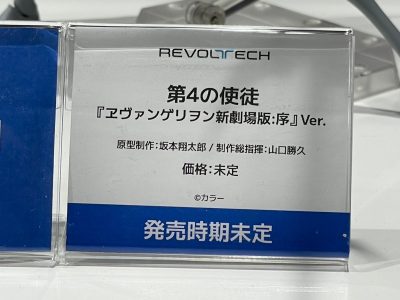 REVOLTECH
第4の使徒
『ヱヴァンゲリヲン新劇場版:序』Ver.
原型制作:坂本翔太郎 / 制作総指揮:山口勝久
価格:未定
©カラー
発売時期未定